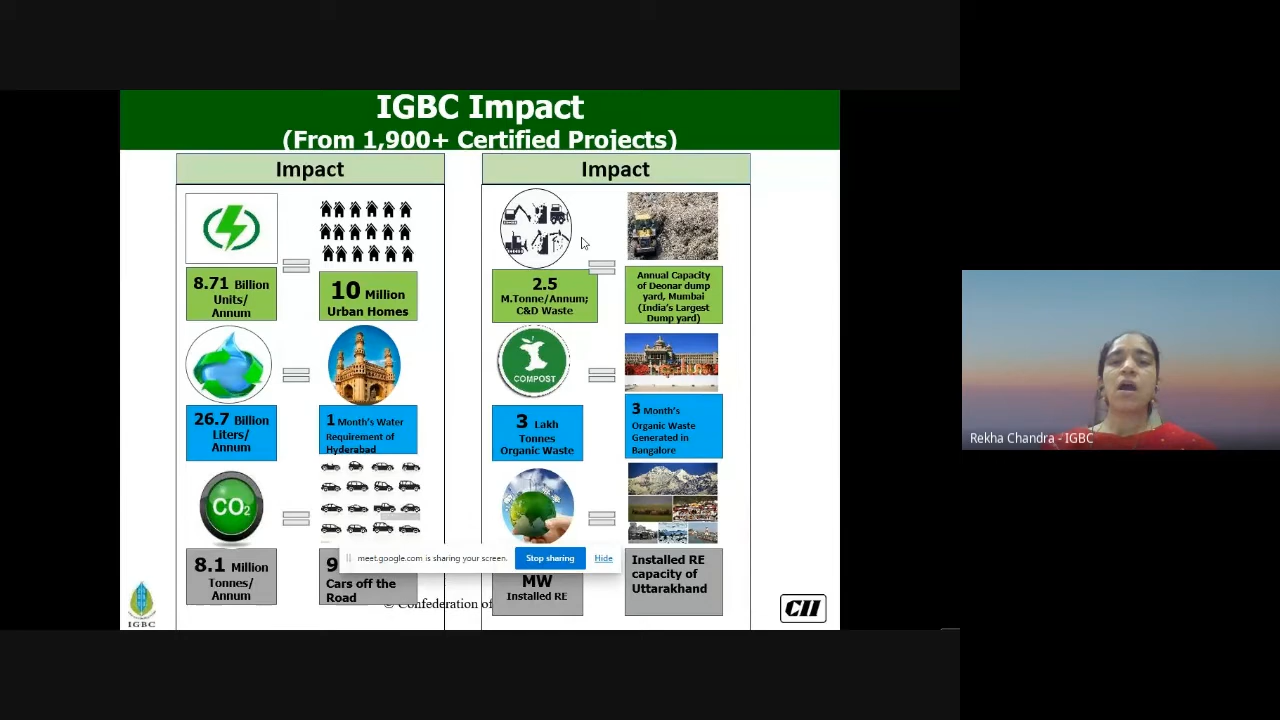 IGBC Impact
(From 1,900+ Certified Projects)
Impact
8.71 Billion
Units/
Annum
10 Million
Urban Homes
26.7 Billion
Liters/
Annum
1 Month's Water
Requirement of
Hyderabad
CO2
8.1 Million
Tonnes/
Annum
9
Cars off the
Road
Impact
2.5
M.Tonne/Annum;
C&D Waste
Annual Capacity
of Deonar dump
yard, Mumbai
(India's Largest
Dump yard)
COMPOST
3 Lakh
Tonnes
Organic Waste
3 Month's
Organic Waste
Generated in
Bangalore
MW
Installed RE
Installed RE
capacity of
Uttarakhand
meet.google.com is sharing your screen.
Stop sharing
Hide
© Confederation of
IGBC
CII
Rekha Chandra - IGBC